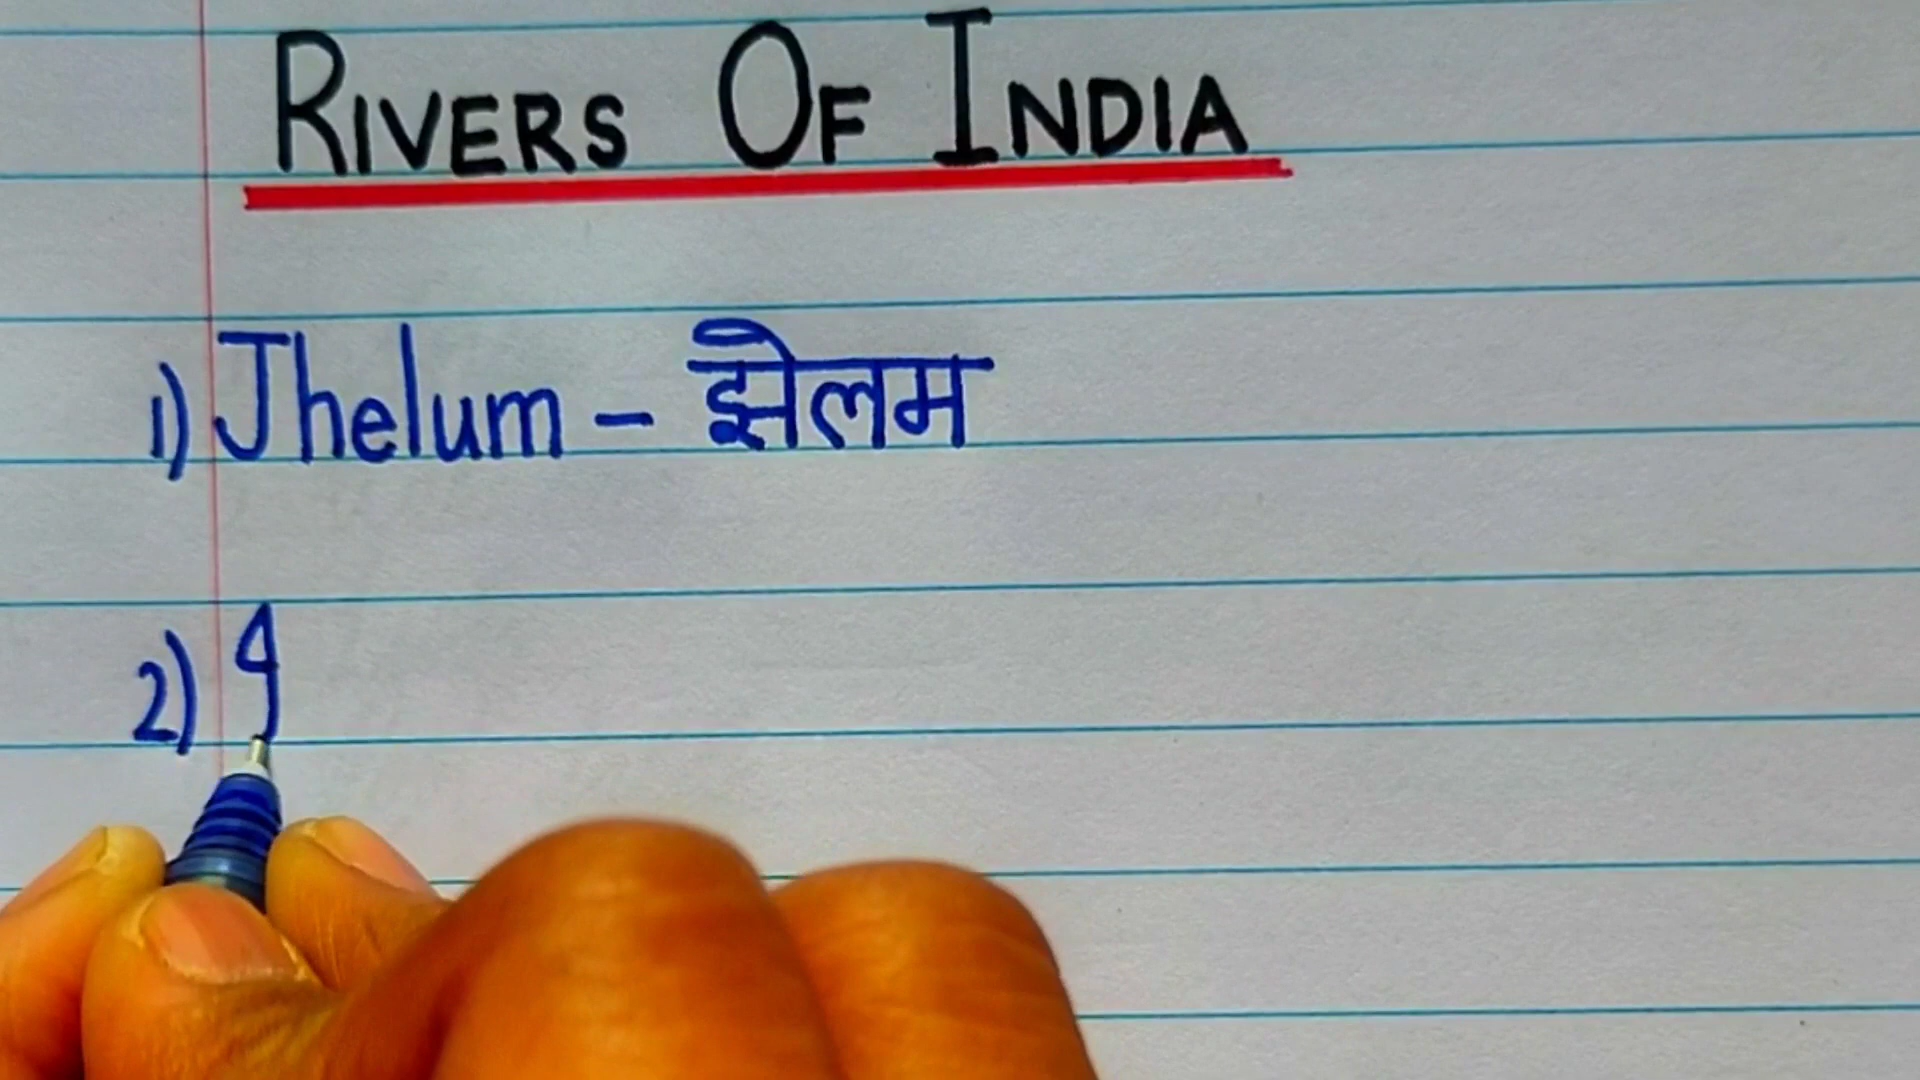 RIVERS OF INDIA
1) Jhelum - झेलम
2)